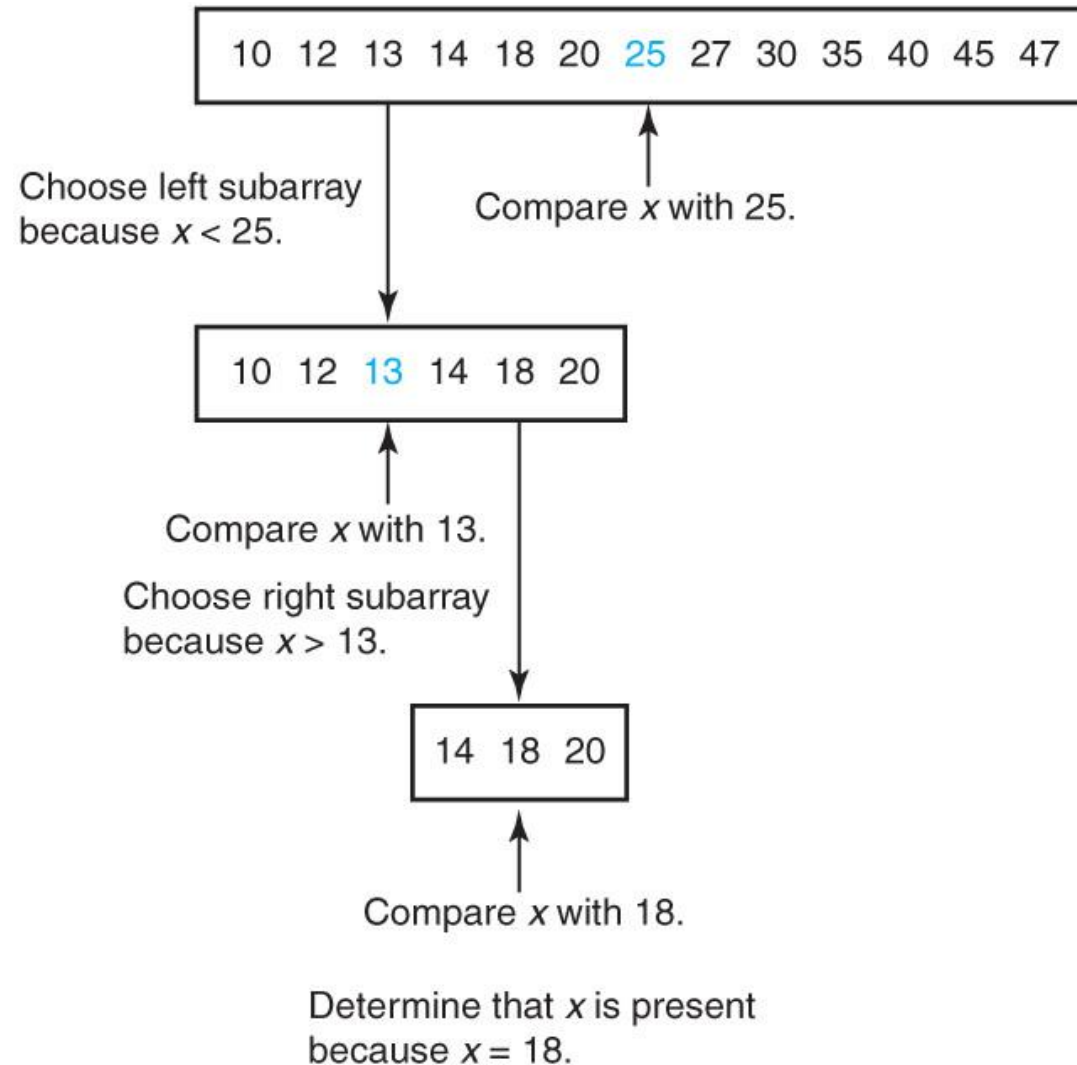 10 12 13 14 18 20 25 27 30 35 40 45 47
Choose left subarray
because x < 25.
Compare x with 25.
10 12 13 14 18 20
Compare x with 13.
Choose right subarray
because x > 13.
14 18 20
Compare x with 18.
Determine that x is present
because x = 18.